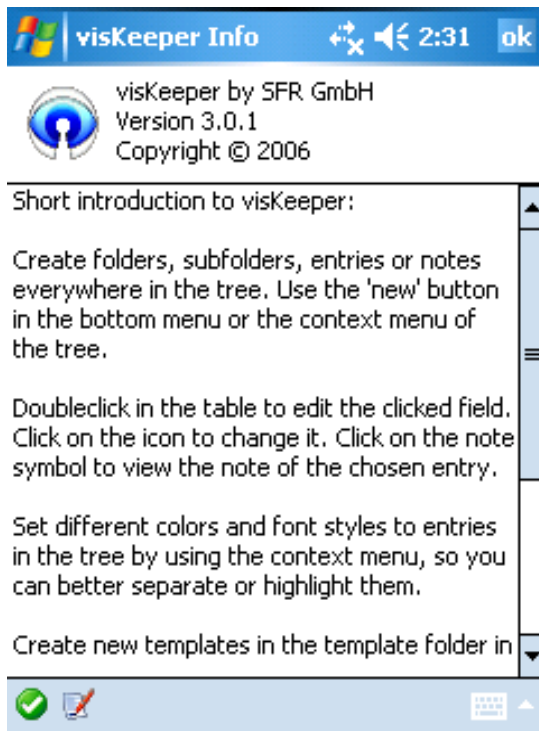 visKeeper Info 2:31 ok
visKeeper by SFR GmbH
Version 3.0.1
Copyright © 2006
Short introduction to visKeeper:
Create folders, subfolders, entries or notes
everywhere in the tree. Use the 'new' button
in the bottom menu or the context menu of
the tree.
Doubleclick in the table to edit the clicked field.
Click on the icon to change it. Click on the note
symbol to view the note of the chosen entry.
Set different colors and font styles to entries
in the tree by using the context menu, so you
can better separate or highlight them.
Create new templates in the template folder in